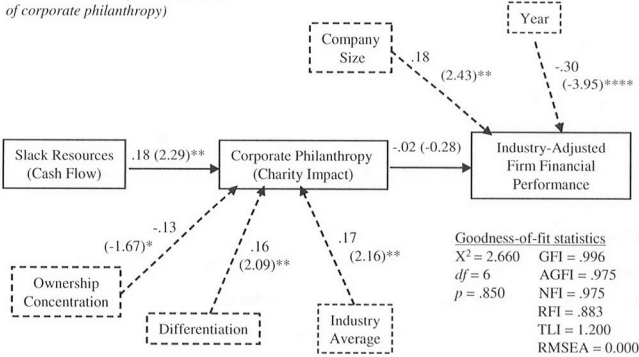 of corporate philanthropy)
Year
Company
Size
.18
(2.43)**
-.30
(-3.95)****
Slack Resources
(Cash Flow)
.18 (2.29)**
Corporate Philanthropy
(Charity Impact)
-.02 (-0.28)
Industry-Adjusted
Firm Financial
Performance
-.13
(-1.67)*
.16
(2.09)**
.17
(2.16)**
Ownership
Concentration
Differentiation
Industry
Average
Goodness-of-fit statistics
X² = 2.660 GFI = .996
df = 6 AGFI = .975
p = .850 NFI = .975
RFI = .883
TLI = 1.200
RMSEA = 0.000